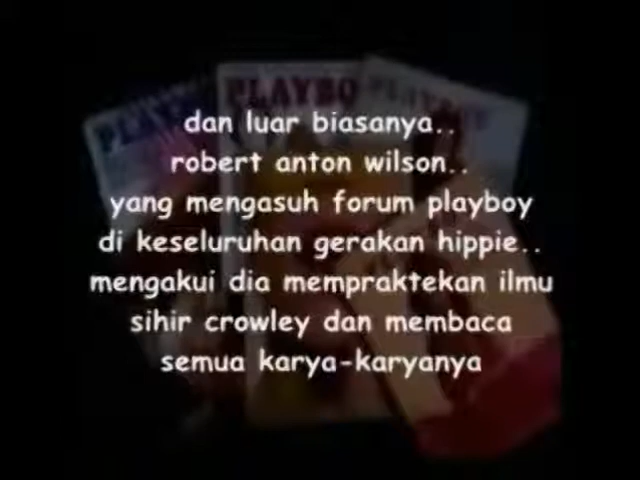 PLAYBO
dan luar biasanya..
robert anton wilson..
yang mengasuh forum playboy
di keseluruhan gerakan hippie..
mengakui dia mempraktekan ilmu
sihir crowley dan membaca
semua karya-karyanya